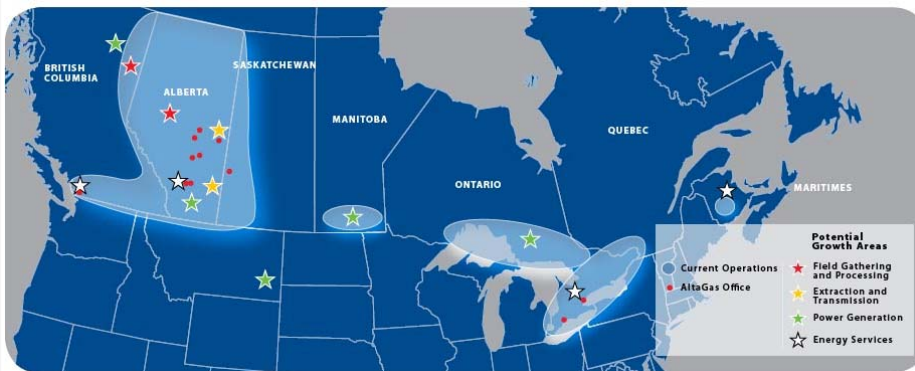 BRITISH
COLUMBIA
ALBERTA
SASKATCHEWAN
MANITOBA
ONTARIO
QUEBEC
MARITIMES
Current Operations
AltaGas Office
Potential
Growth Areas
Field Gathering
and Processing
Extraction and
Transmission
Power Generation
Energy Services